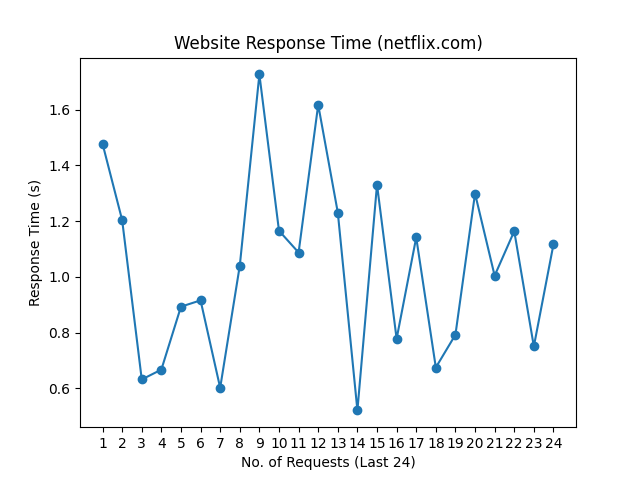 Website Response Time (netflix.com)
Response Time (s)
1.6
1.4
1.2
1.0
0.8
0.6
1 2 3 4 5 6 7 8 9 10 11 12 13 14 15 16 17 18 19 20 21 22 23 24
No. of Requests (Last 24)